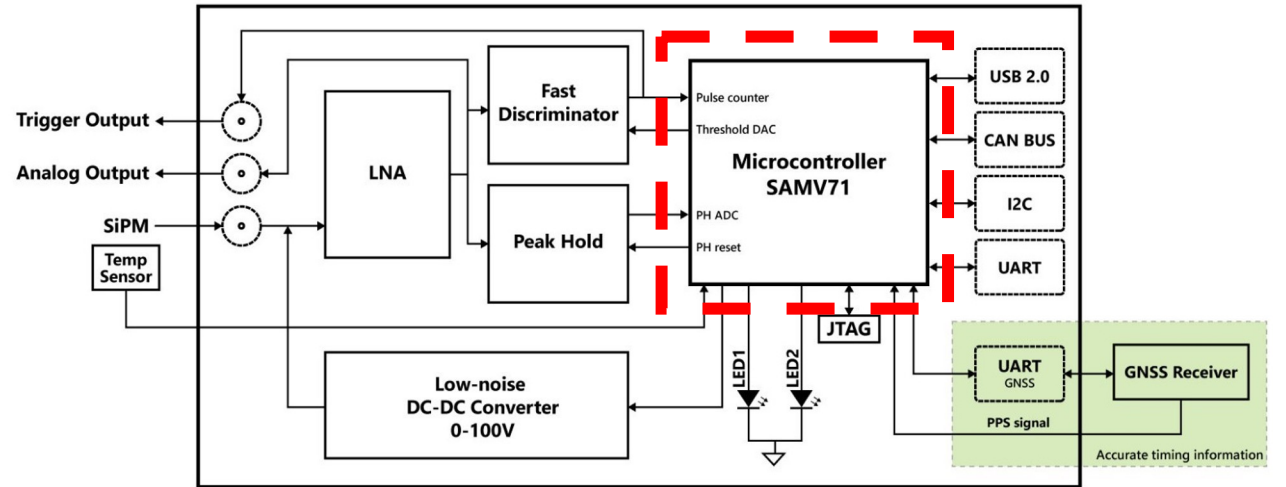 Trigger Output
Analog Output
SiPM
Temp
Sensor
LNA
Fast
Discriminator
Peak Hold
Pulse counter
Threshold DAC
Microcontroller
SAMV71
PH ADC
PH reset
USB 2.0
CAN BUS
I2C
UART
JTAG
LED1
LED2
Low-noise
DC-DC Converter
0-100V
UART
GNSS
GNSS Receiver
PPS signal
Accurate timing information